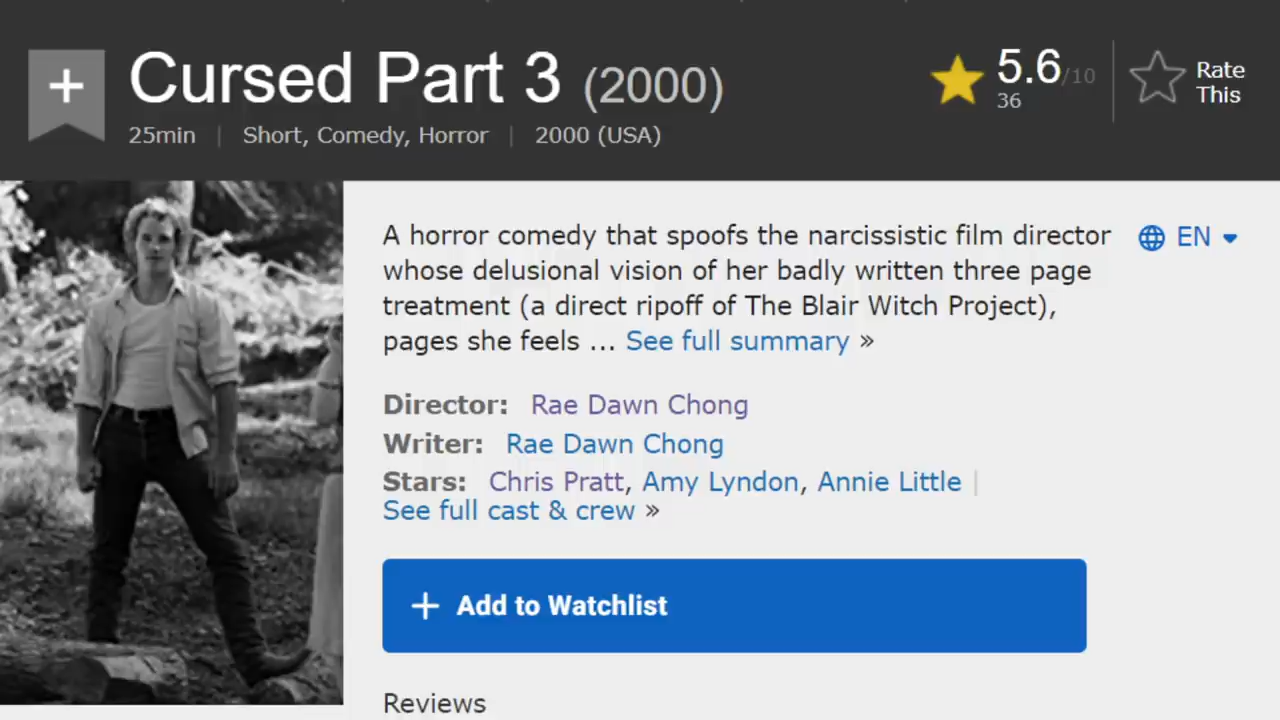 Cursed Part 3 (2000)
25min | Short, Comedy, Horror | 2000 (USA)
5.6/10
36
Rate
This
A horror comedy that spoofs the narcissistic film director
whose delusional vision of her badly written three page
treatment (a direct ripoff of The Blair Witch Project),
pages she feels ... See full summary »
EN
Director: Rae Dawn Chong
Writer: Rae Dawn Chong
Stars: Chris Pratt, Amy Lyndon, Annie Little |
See full cast & crew »
+ Add to Watchlist
Reviews